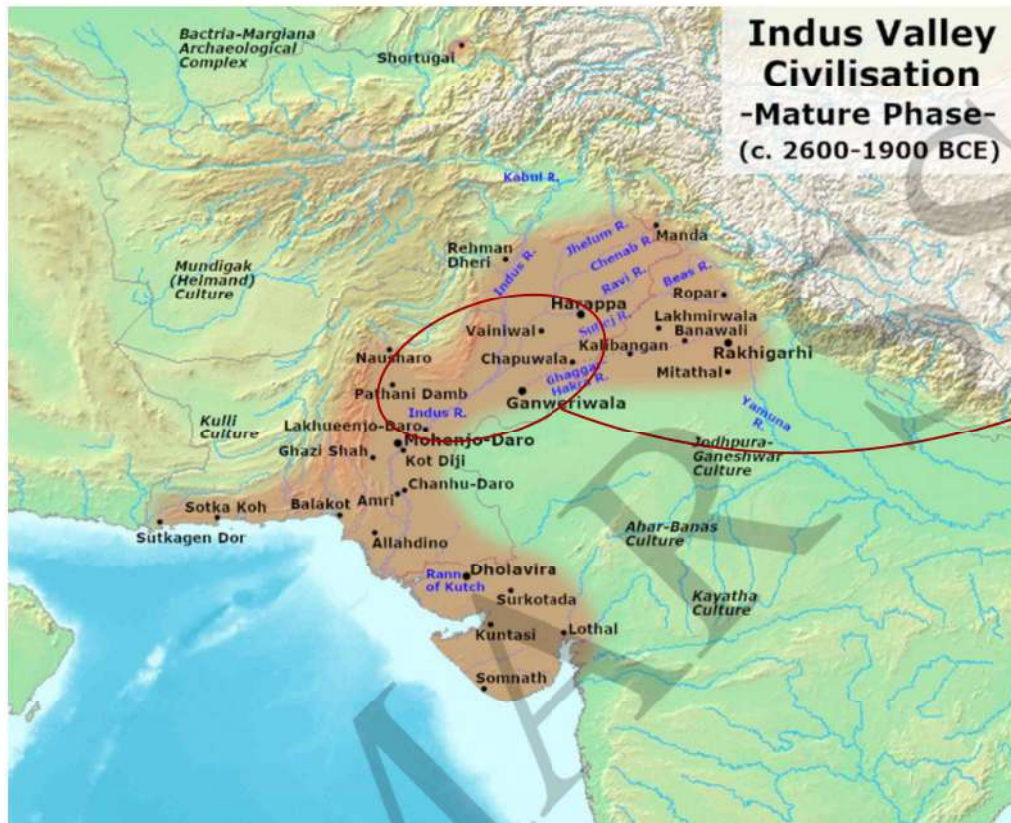 Indus Valley
Civilisation
-Mature Phase-
(c. 2600-1900 BCE)
Bactria-Margiana
Archaeological
Complex
Shortugai
Kabul R.
Rehman
Dheri
Indus R.
Jhelum R.
Chenab R.
Ravi R.
Manda
Beas R.
Mundigak
(Helmand)
Culture
Harappa
Ropar
Sutlej R.
Lakhmirwala
Vainiwal
Banawali
Kalibangan
Rakhigarhi
Nausharo
Chapuwala
Ghaggar-
Hakra R.
Mitathal
Pathani Damb
Ganweriwala
Indus R.
Kulli
Culture
Yamuna
R.
Lakhueenjo-Daro
Mohenjo-Daro
Jodhpura-
Ganeshwar
Culture
Ghazi Shah
Kot Diji
Chanhu-Daro
Amri
Sotka Koh
Balakot
Sutkagen Dor
Allahdino
Ahar-Banas
Culture
Rann
of Kutch
Dholavira
Surkotada
Kayatha
Culture
Kuntasi
Lothal
Somnath